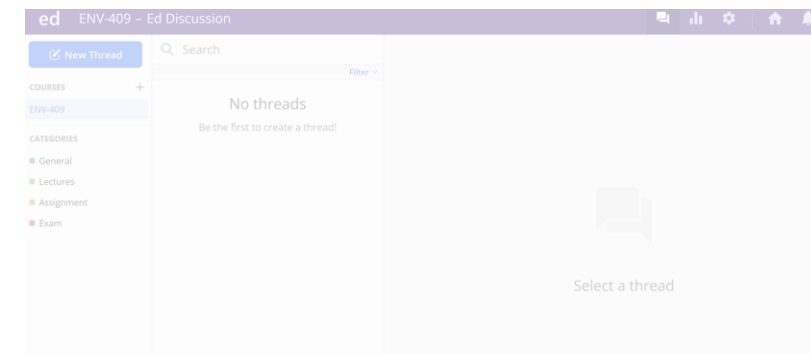 ed ENV-409 – Ed Discussion
New Thread
COURSES
ENV-409
CATEGORIES
General
Lectures
Assignment
Exam
Search
Filter
No threads
Be the first to create a thread!
Select a thread